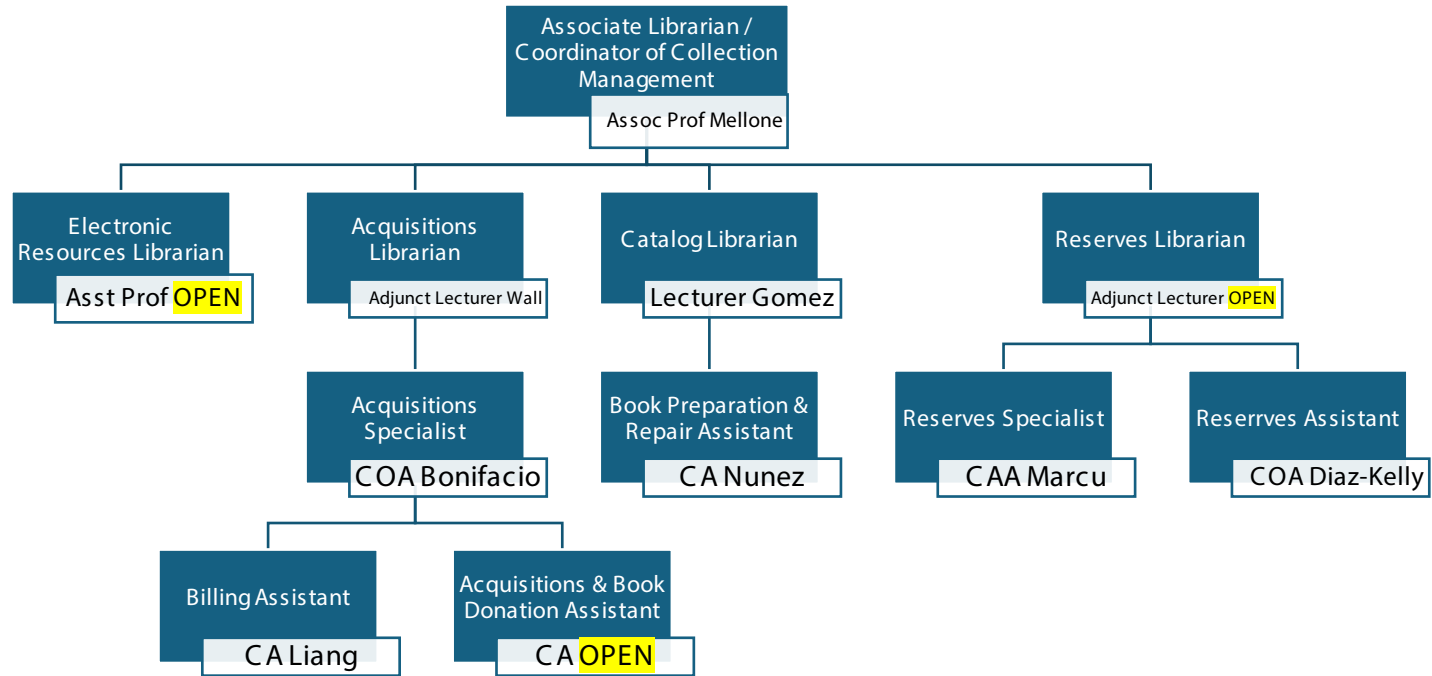 Associate Librarian /
Coordinator of Collection
Management
Assoc Prof Mellone
Electronic
Resources Librarian
Asst Prof OPEN
Acquisitions
Librarian
Adjunct Lecturer Wall
Catalog Librarian
Lecturer Gomez
Reserves Librarian
Adjunct Lecturer OPEN
Acquisitions
Specialist
COA Bonifacio
Book Preparation &
Repair Assistant
CA Nunez
Reserves Specialist
CAA Marcu
Reserrves Assistant
COA Diaz-Kelly
Billing Assistant
CA Liang
Acquisitions & Book
Donation Assistant
CA OPEN